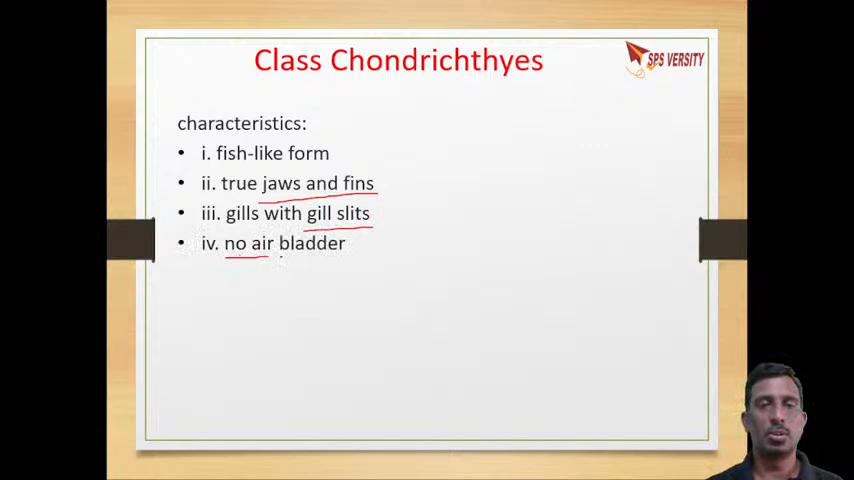 Class Chondrichthyes
SPS VERSITY
characteristics:
• i. fish-like form
• ii. true jaws and fins
• iii. gills with gill slits
• iv. no air bladder